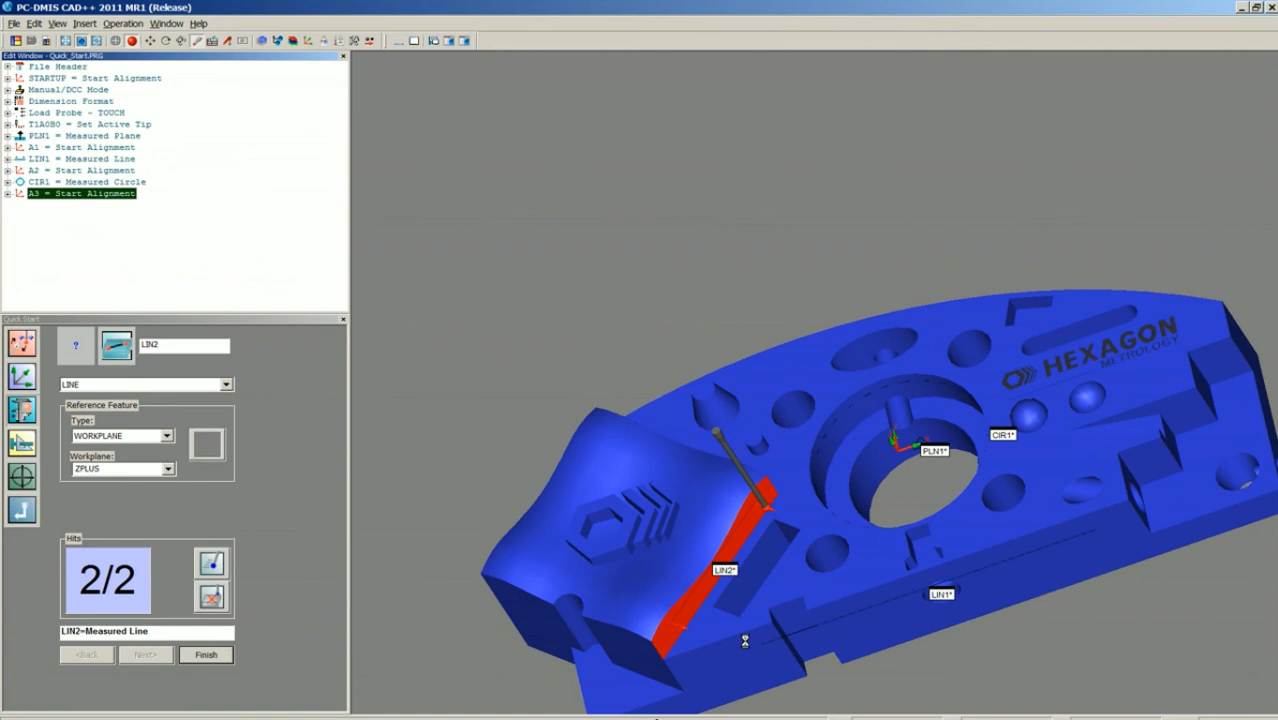 PC-DMIS CAD++ 2011 MR1 (Release)
File Edit View Insert Operation Window Help
Edit Window - Quick_Start.PRG
File Header
STARTUP = Start Alignment
Manual/DCC Mode
Dimension Format
Load Probe - TOUCH
T1A0B0 = Set Active Tip
PLN1 = Measured Plane
A1 = Start Alignment
LIN1 = Measured Line
A2 = Start Alignment
CIR1 = Measured Circle
A3 = Start Alignment
Quick Start
? LIN2
LINE
Reference Feature
Type:
WORKPLANE
Workplane:
ZPLUS
Hits
2/2
LIN2=Measured Line
<Back Next> Finish
HEXAGON
METROLOGY
CIR1*
PLN1*
LIN2*
LIN1*